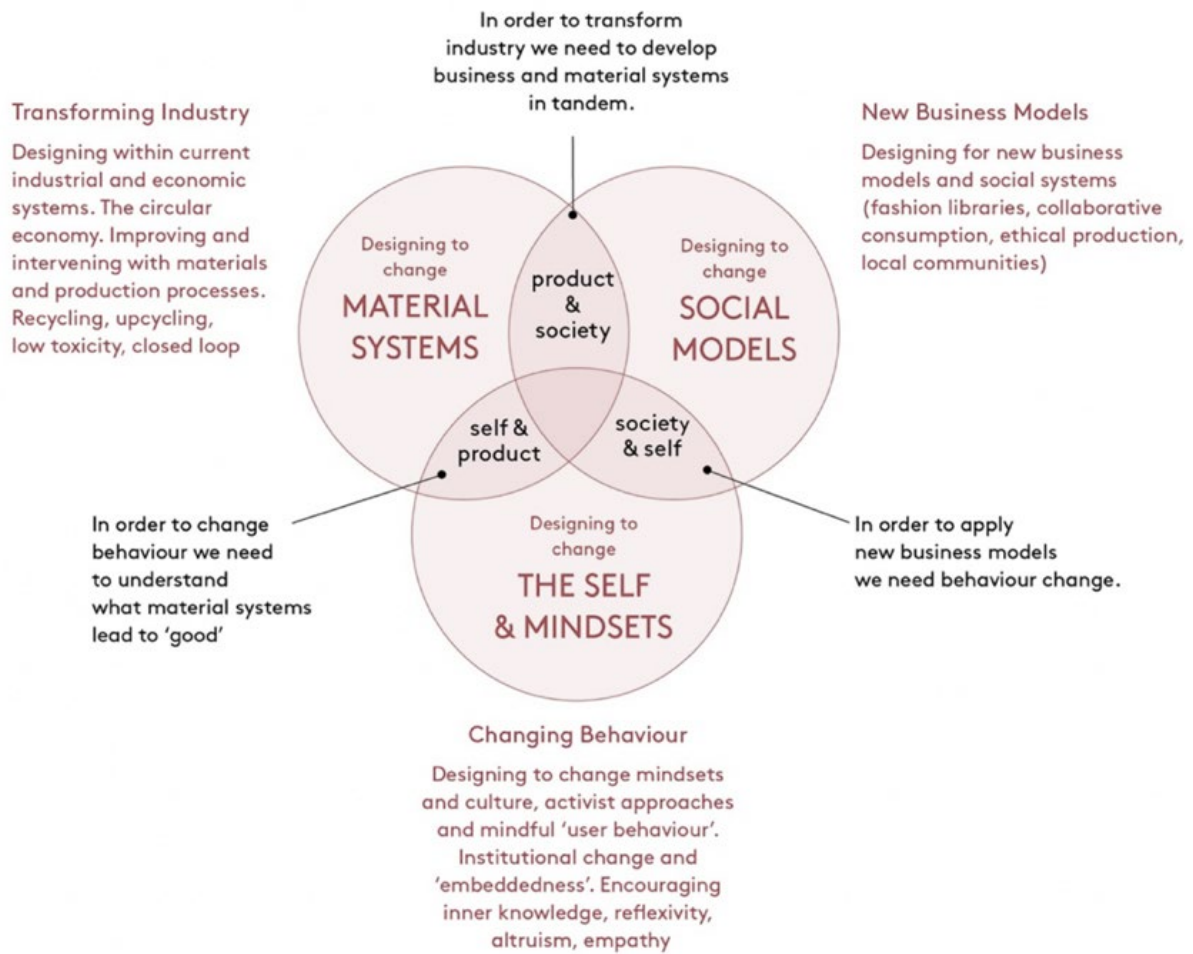 In order to transform
industry we need to develop
business and material systems
in tandem.
Transforming Industry
Designing within current
industrial and economic
systems. The circular
economy. Improving and
intervening with materials
and production processes.
Recycling, upcycling,
low toxicity, closed loop
New Business Models
Designing for new business
models and social systems
(fashion libraries, collaborative
consumption, ethical production,
local communities)
Designing to
change
MATERIAL
SYSTEMS
product
&
society
Designing to
change
SOCIAL
MODELS
self &
product
society
& self
In order to change
behaviour we need
to understand
what material systems
lead to ‘good’
Designing to
change
THE SELF
& MINDSETS
In order to apply
new business models
we need behaviour change.
Changing Behaviour
Designing to change mindsets
and culture, activist approaches
and mindful ‘user behaviour’.
Institutional change and
‘embeddedness’. Encouraging
inner knowledge, reflexivity,
altruism, empathy